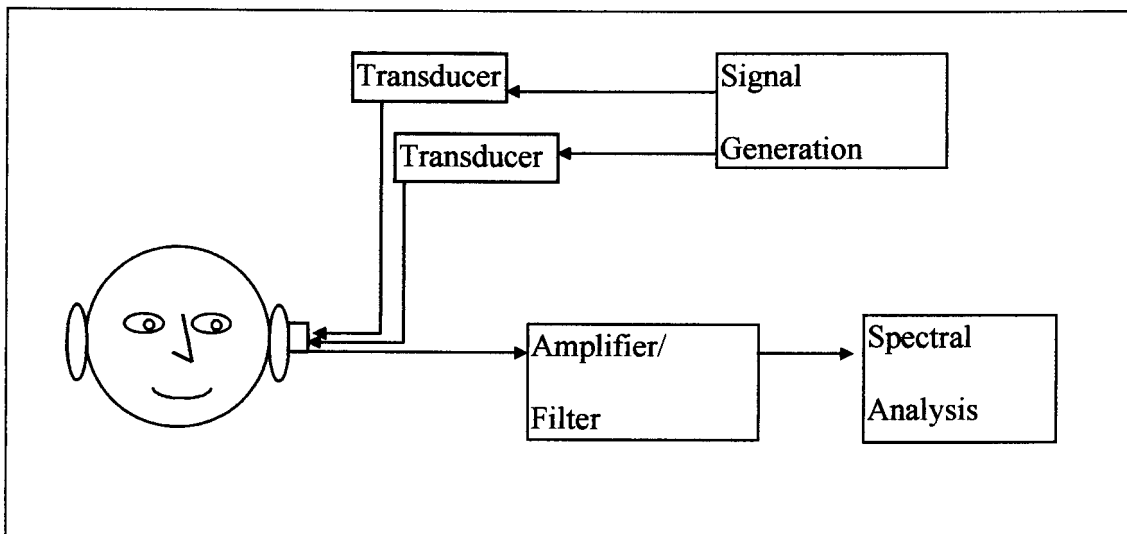 Transducer
Signal
Generation
Transducer
Amplifier/
Filter
Spectral
Analysis